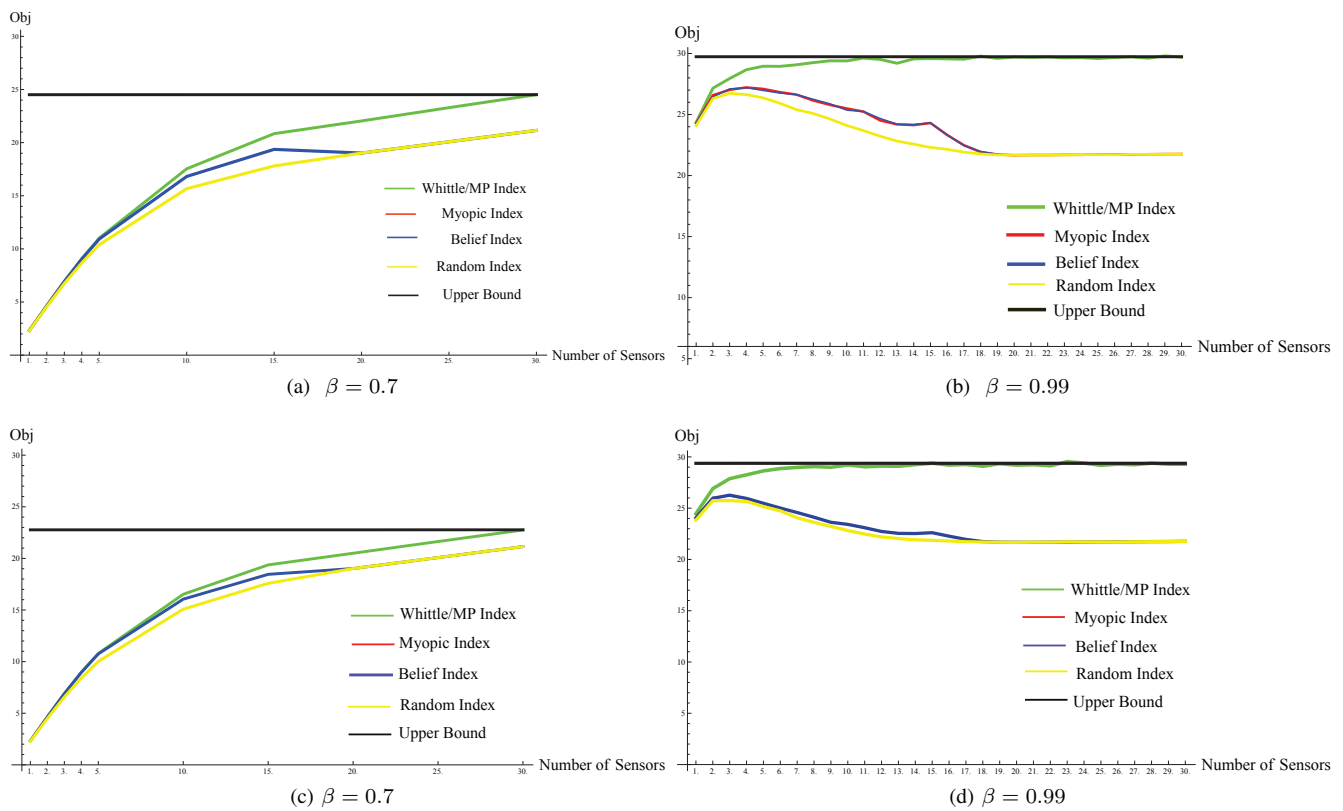 Obj
30
25
20
15
10
5
1. 2. 3. 4. 5. 10. 15. 20. 25. 30.
Number of Sensors
Whittle/MP Index
Myopic Index
Belief Index
Random Index
Upper Bound
(a) β = 0.7
Obj
30
25
20
15
10
5
1. 2. 3. 4. 5. 6. 7. 8. 9. 10. 11. 12. 13. 14. 15. 16. 17. 18. 19. 20. 21. 22. 23. 24. 25. 26. 27. 28. 29. 30.
Number of Sensors
Whittle/MP Index
Myopic Index
Belief Index
Random Index
Upper Bound
(b) β = 0.99
Obj
30
25
20
15
10
5
1. 2. 3. 4. 5. 10. 15. 20. 25. 30.
Number of Sensors
Whittle/MP Index
Myopic Index
Belief Index
Random Index
Upper Bound
(c) β = 0.7
Obj
30
25
20
15
10
5
1. 2. 3. 4. 5. 6. 7. 8. 9. 10. 11. 12. 13. 14. 15. 16. 17. 18. 19. 20. 21. 22. 23. 24. 25. 26. 27. 28. 29. 30.
Number of Sensors
Whittle/MP Index
Myopic Index
Belief Index
Random Index
Upper Bound
(d) β = 0.99